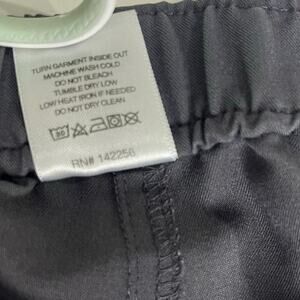 TURN GARMENT INSIDE OUT
MACHINE WASH COLD
DO NOT BLEACH
TUMBLE DRY LOW
LOW HEAT IRON IF NEEDED
DO NOT DRY CLEAN
30
RN# 142256